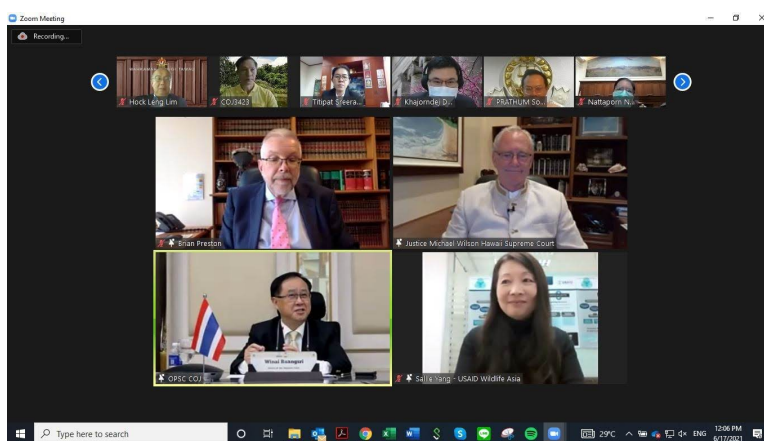 Zoom Meeting
Recording...
Hock Leng Lim
COJ3423
Titipat Sreera...
Khajorndej D...
PRATHUM So...
Nattaporn N...
Brian Preston
Justice Michael Wilson Hawaii Supreme Court
Winai Ruangsri
OPSC COJ
Sallie Yang - USAID Wildlife Asia
Type here to search
29°C
ENG
12:06 PM
6/17/2021